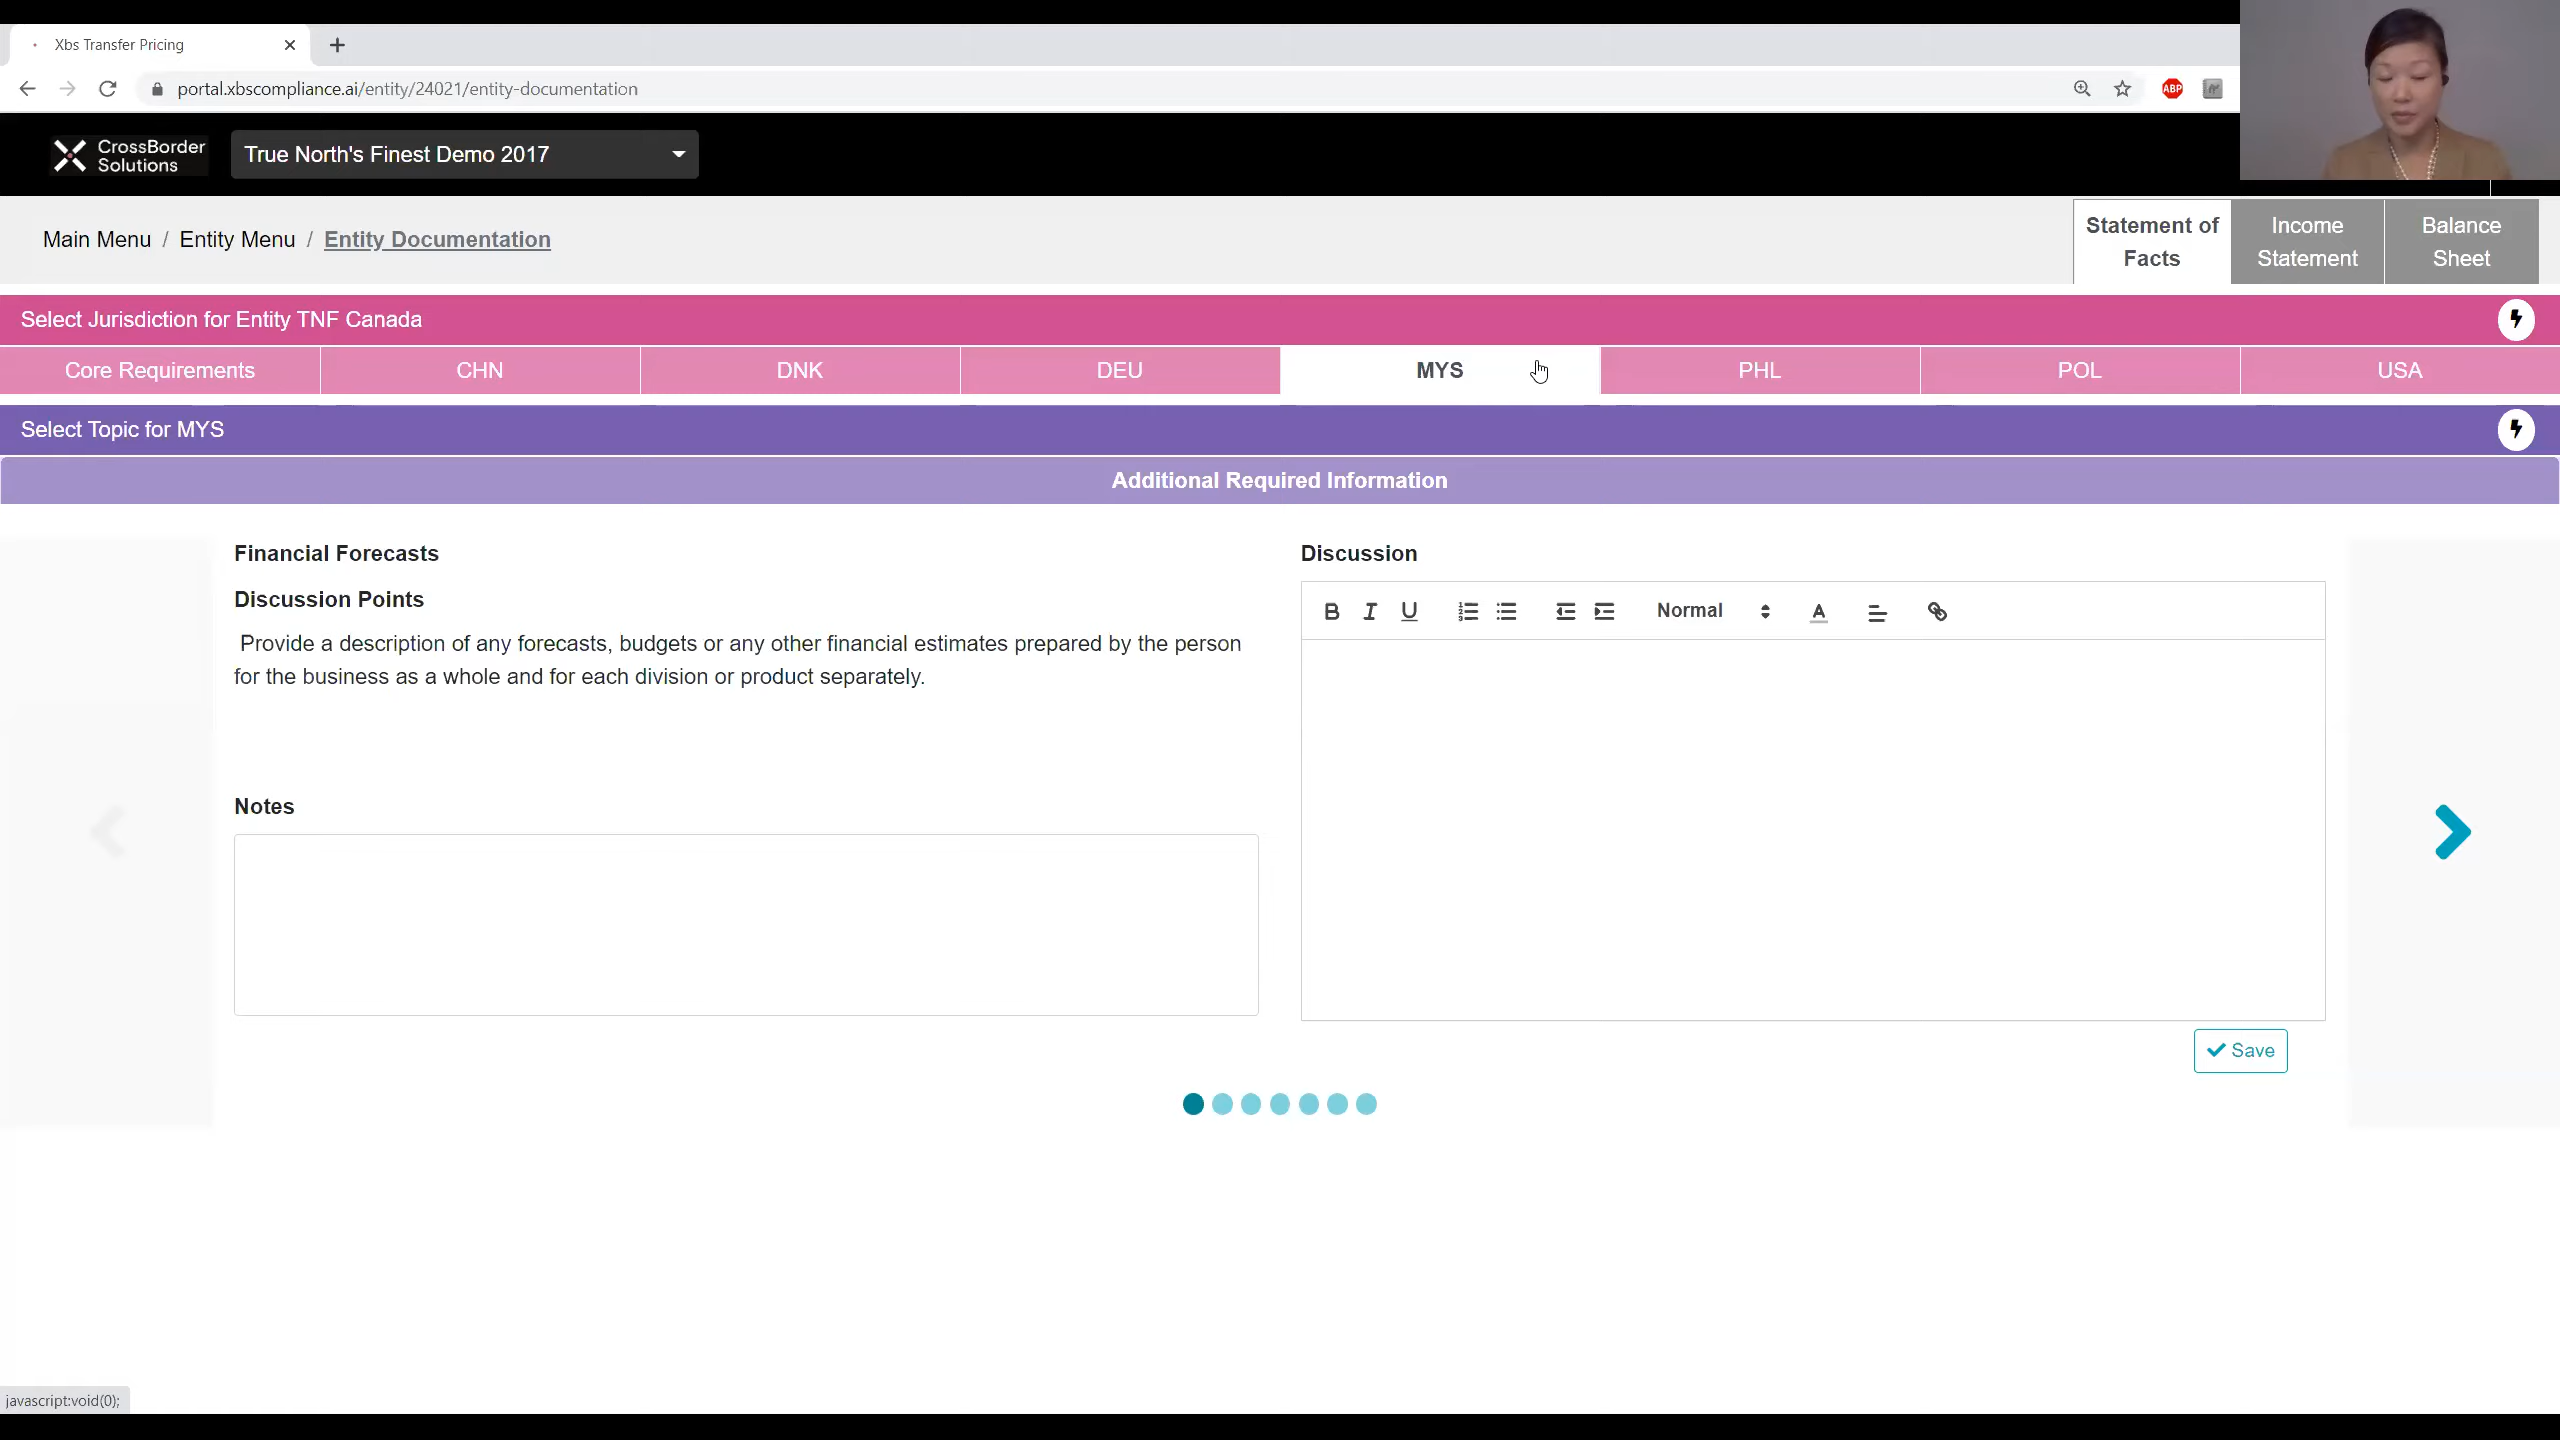 Xbs Transfer Pricing
portal.xbscompliance.ai/entity/24021/entity-documentation
ABP
CrossBorder
Solutions
True North's Finest Demo 2017
Main Menu / Entity Menu / Entity Documentation
Statement of
Facts
Income
Statement
Balance
Sheet
Select Jurisdiction for Entity TNF Canada
Core Requirements
CHN
DNK
DEU
MYS
PHL
POL
USA
Select Topic for MYS
Additional Required Information
Financial Forecasts
Discussion Points
Provide a description of any forecasts, budgets or any other financial estimates prepared by the person
for the business as a whole and for each division or product separately.
Notes
Discussion
B I U Normal A
Save
javascript:void(0);